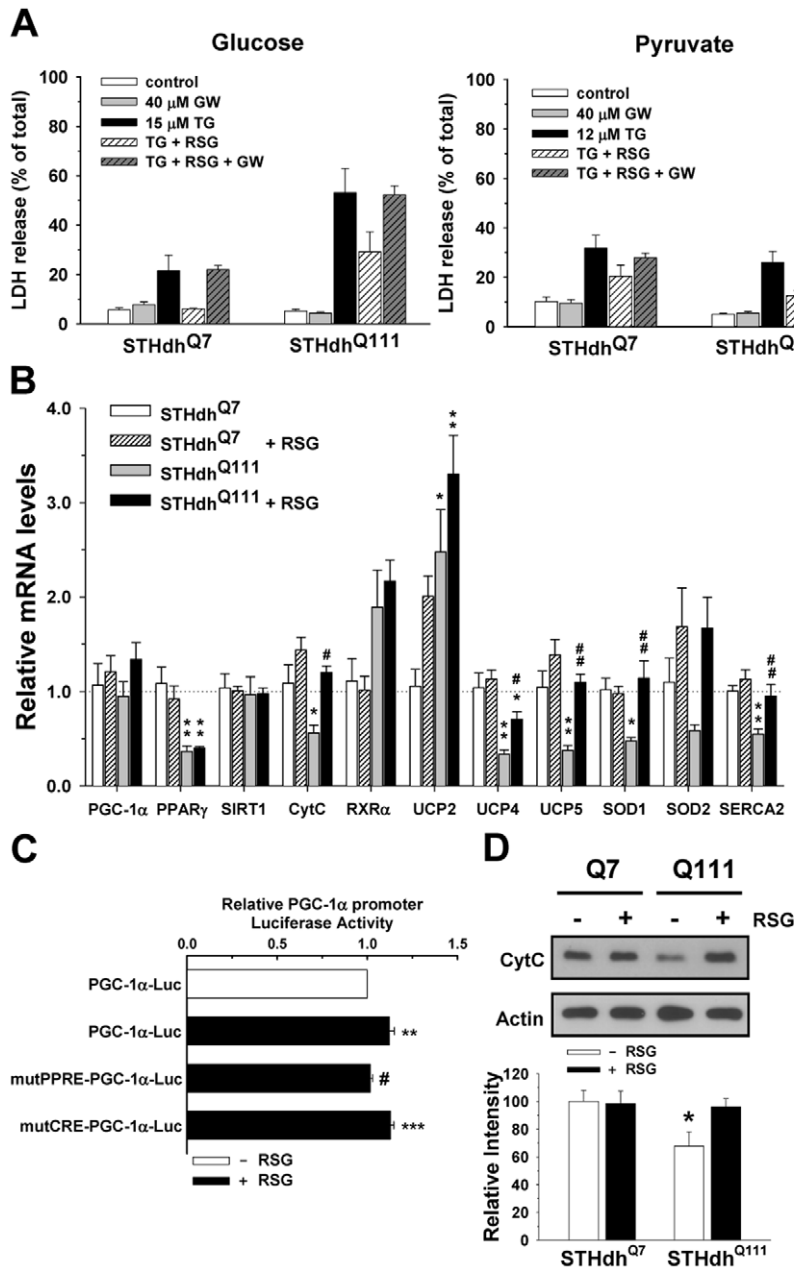 A
Glucose
LDH release (% of total)
100
80
60
40
20
0
control
40 μM GW
15 μM TG
TG + RSG
TG + RSG + GW
STHdhQ7
STHdhQ111
Pyruvate
LDH release (% of total)
100
80
60
40
20
0
control
40 μM GW
12 μM TG
TG + RSG
TG + RSG + GW
STHdhQ7
STHdhQ
B
Relative mRNA levels
4.0
3.0
2.0
1.0
0.0
STHdhQ7
STHdhQ7 + RSG
STHdhQ111
STHdhQ111 + RSG
* *
* *
*
#
*
* *
* *
#
*
* *
# #
*
# #
* *
# #
PGC-1α PPARγ SIRT1 CytC RXRα UCP2 UCP4 UCP5 SOD1 SOD2 SERCA2
C
Relative PGC-1α promoter
Luciferase Activity
0.0 0.5 1.0 1.5
PGC-1α-Luc
PGC-1α-Luc **
mutPPRE-PGC-1α-Luc #
mutCRE-PGC-1α-Luc ***
– RSG
+ RSG
D
Q7 Q111
- + - + RSG
CytC
Actin
– RSG
+ RSG
Relative Intensity
120
100
80
60
40
20
0
*
STHdhQ7
STHdhQ111